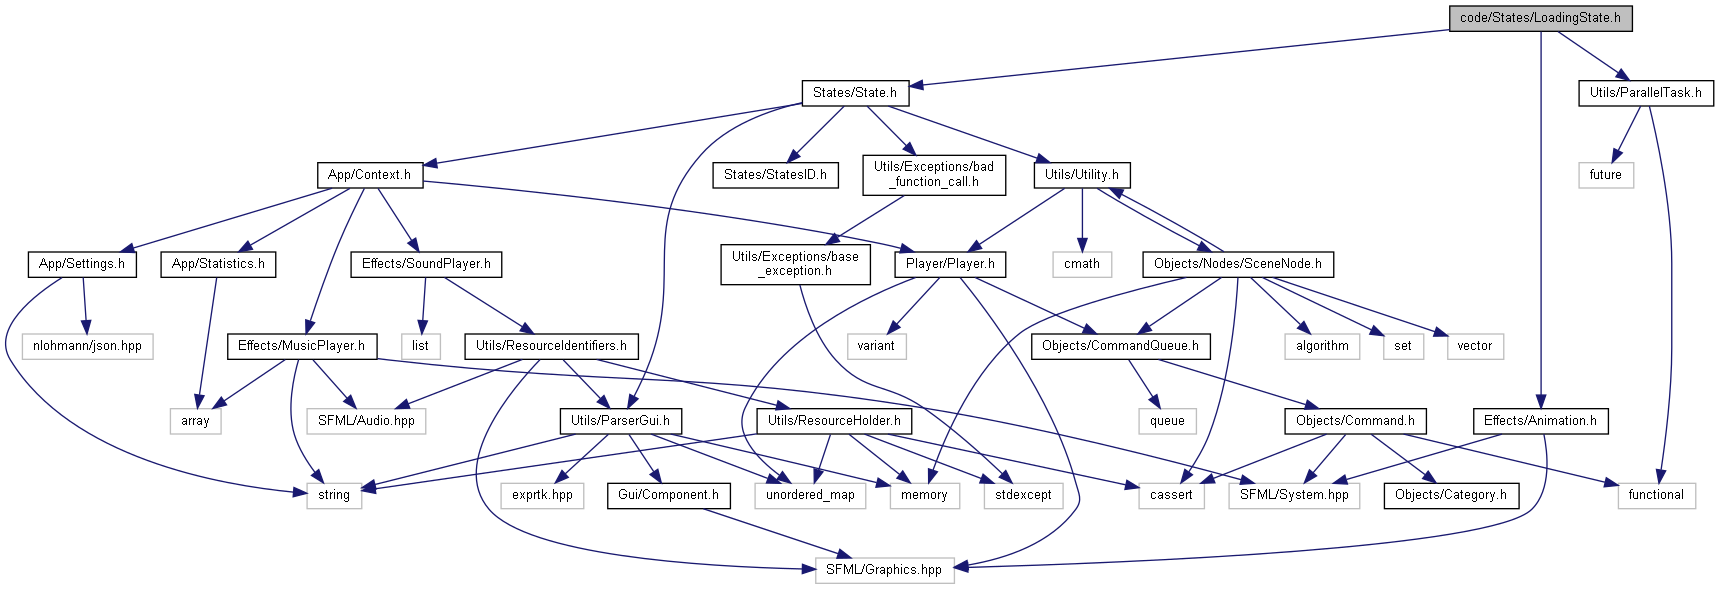 code/States/LoadingState.h
States/State.h
Utils/ParallelTask.h
App/Context.h
States/StatesID.h
Utils/Exceptions/bad
_function_call.h
Utils/Utility.h
future
App/Settings.h
App/Statistics.h
Effects/SoundPlayer.h
Utils/Exceptions/base
_exception.h
Player/Player.h
cmath
Objects/Nodes/SceneNode.h
nlohmann/json.hpp
Effects/MusicPlayer.h
list
Utils/ResourceIdentifiers.h
variant
Objects/CommandQueue.h
algorithm
set
vector
array
SFML/Audio.hpp
Utils/ParserGui.h
Utils/ResourceHolder.h
queue
Objects/Command.h
Effects/Animation.h
string
exprtk.hpp
Gui/Component.h
unordered_map
memory
stdexcept
cassert
SFML/System.hpp
Objects/Category.h
functional
SFML/Graphics.hpp